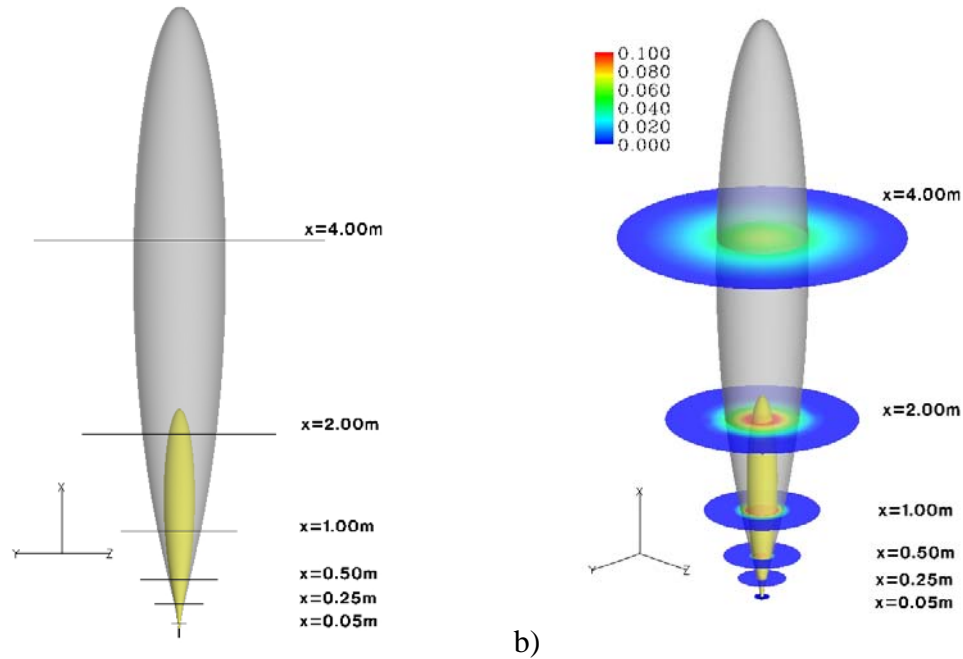 x=4.00m
x=2.00m
X
x=1.00m
Y Z
x=0.50m
x=0.25m
x=0.05m
b)
0.100
0.080
0.060
0.040
0.020
0.000
x=4.00m
x=2.00m
X
x=1.00m
x=0.50m
Y Z
x=0.25m
x=0.05m